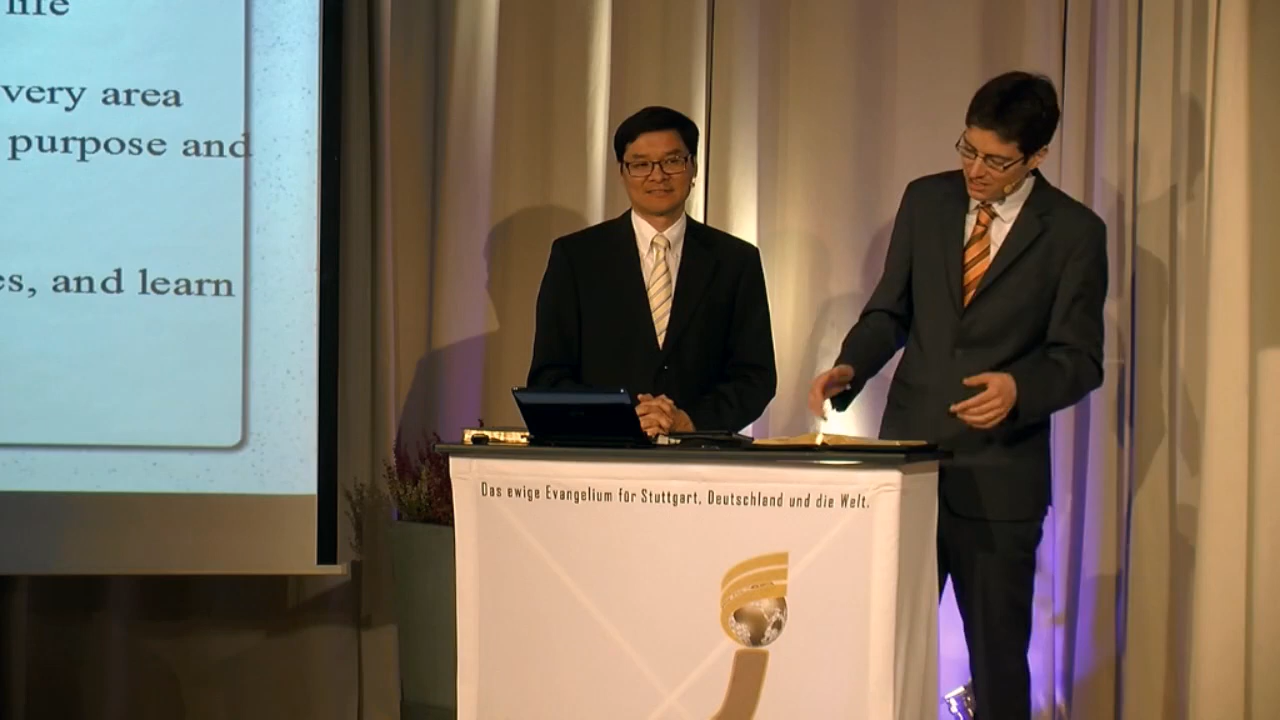 life
very area
purpose and
es, and learn
Das ewige Evangelium für Stuttgart, Deutschland und die Welt.